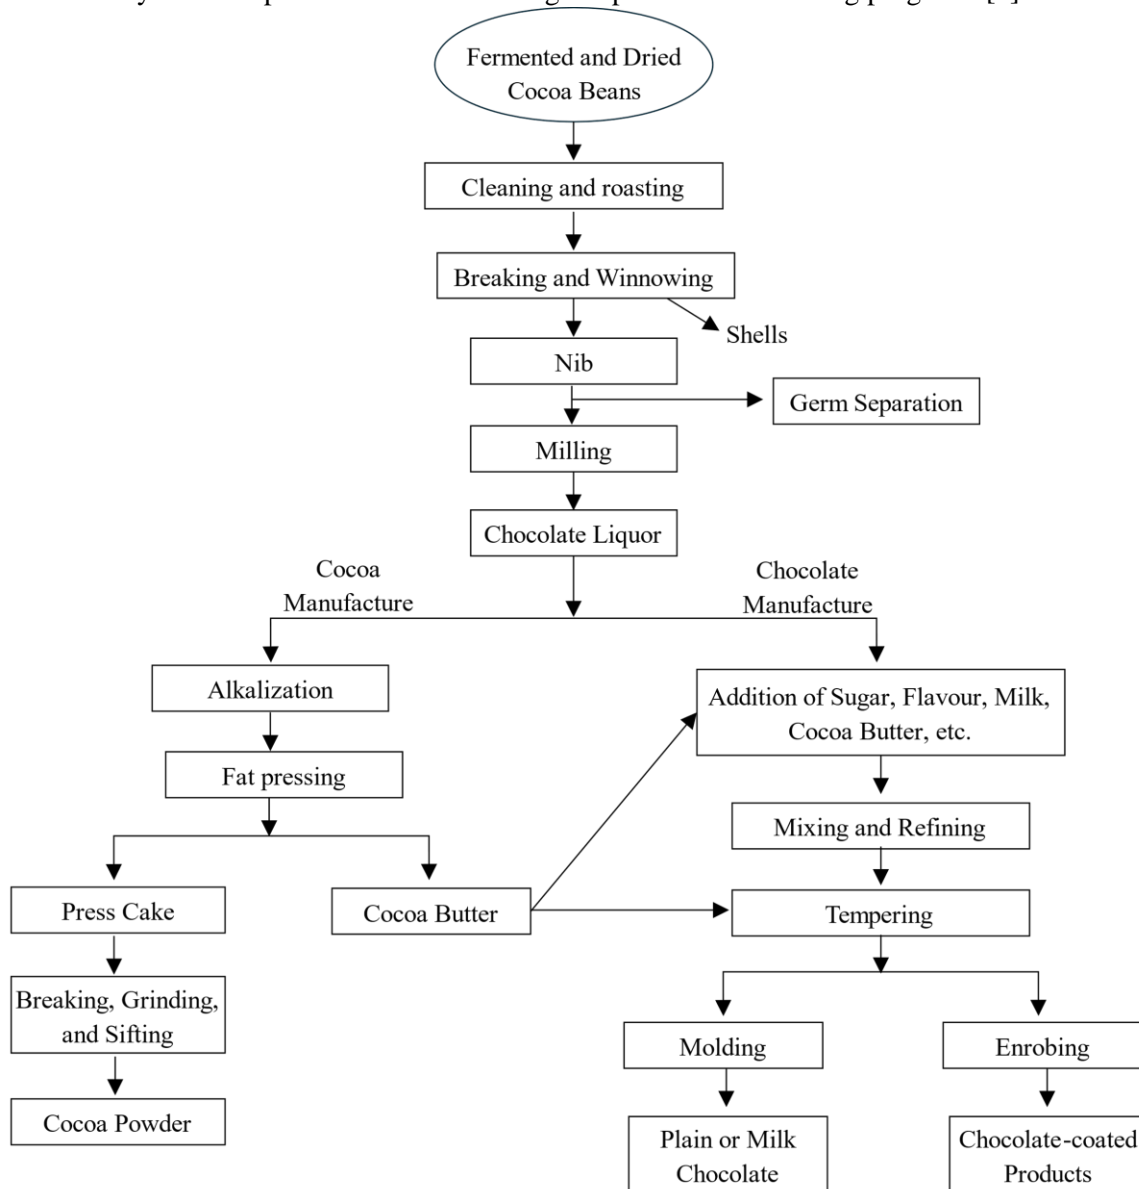 Fermented and Dried
Cocoa Beans
Cleaning and roasting
Breaking and Winnowing
Shells
Nib
Germ Separation
Milling
Chocolate Liquor
Cocoa
Manufacture
Chocolate
Manufacture
Alkalization
Addition of Sugar, Flavour, Milk,
Cocoa Butter, etc.
Fat pressing
Mixing and Refining
Press Cake
Cocoa Butter
Tempering
Breaking, Grinding,
and Sifting
Molding
Enrobing
Cocoa Powder
Plain or Milk
Chocolate
Chocolate-coated
Products